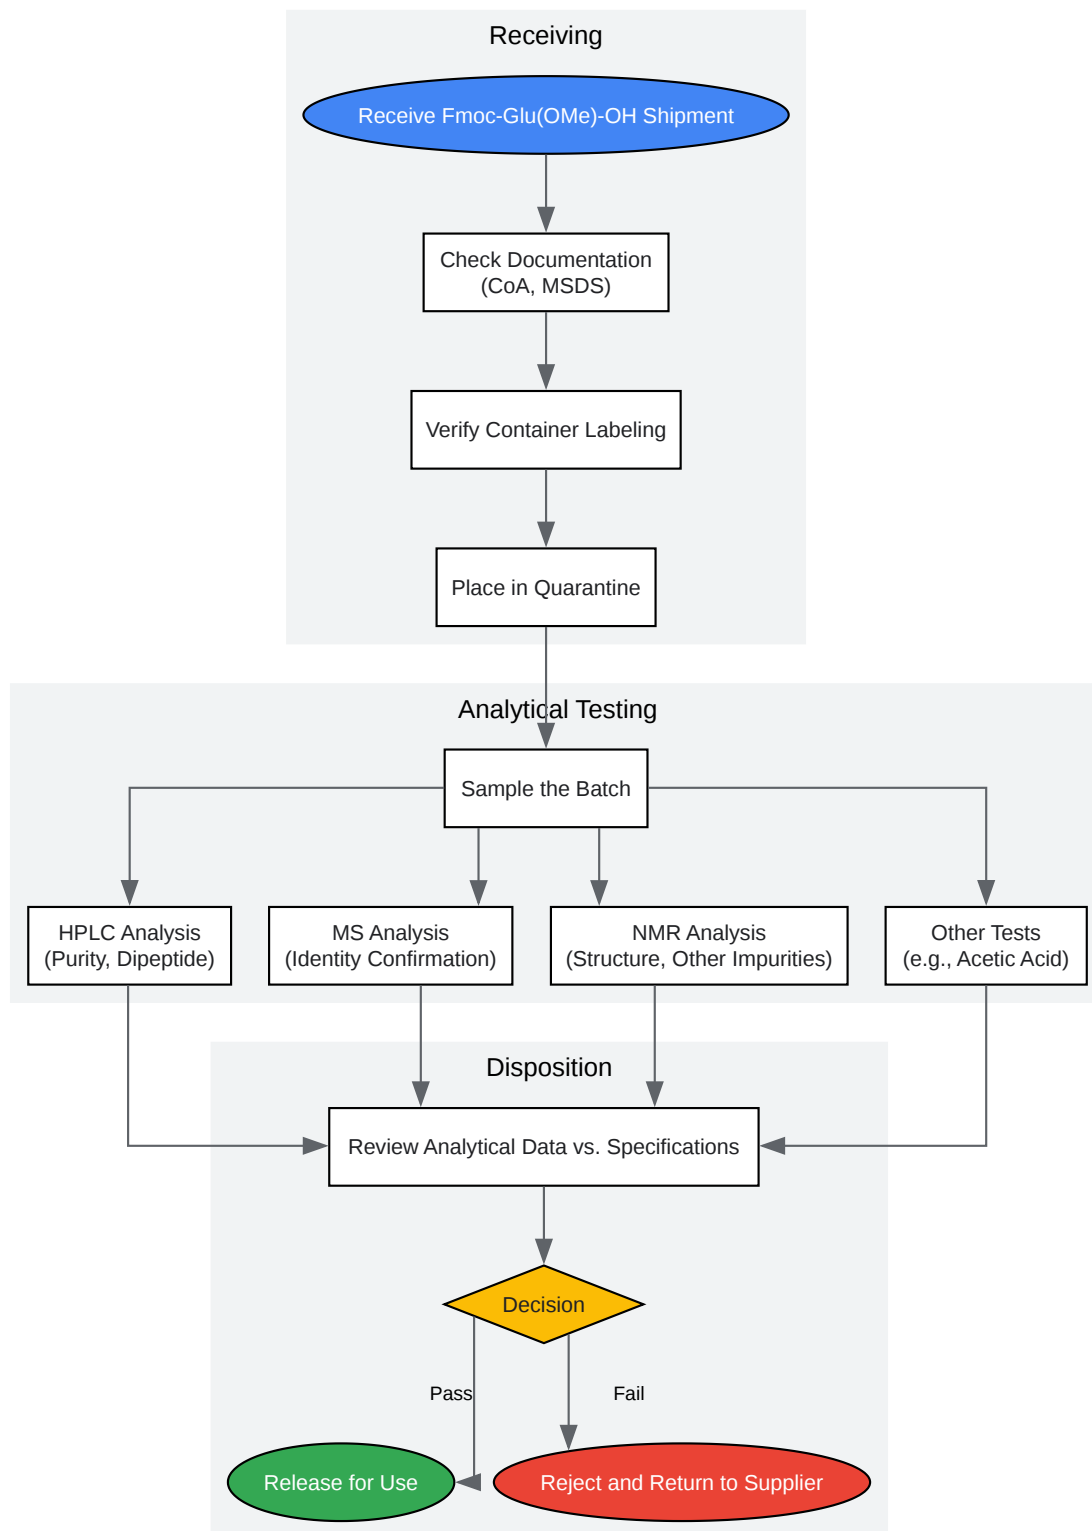 Receiving
Receive Fmoc-Glu(OMe)-OH Shipment
Check Documentation
(CoA, MSDS)
Verify Container Labeling
Place in Quarantine
Analytical Testing
Sample the Batch
HPLC Analysis
(Purity, Dipeptide)
MS Analysis
(Identity Confirmation)
NMR Analysis
(Structure, Other Impurities)
Other Tests
(e.g., Acetic Acid)
Disposition
Review Analytical Data vs. Specifications
Decision
Pass
Fail
Release for Use
Reject and Return to Supplier